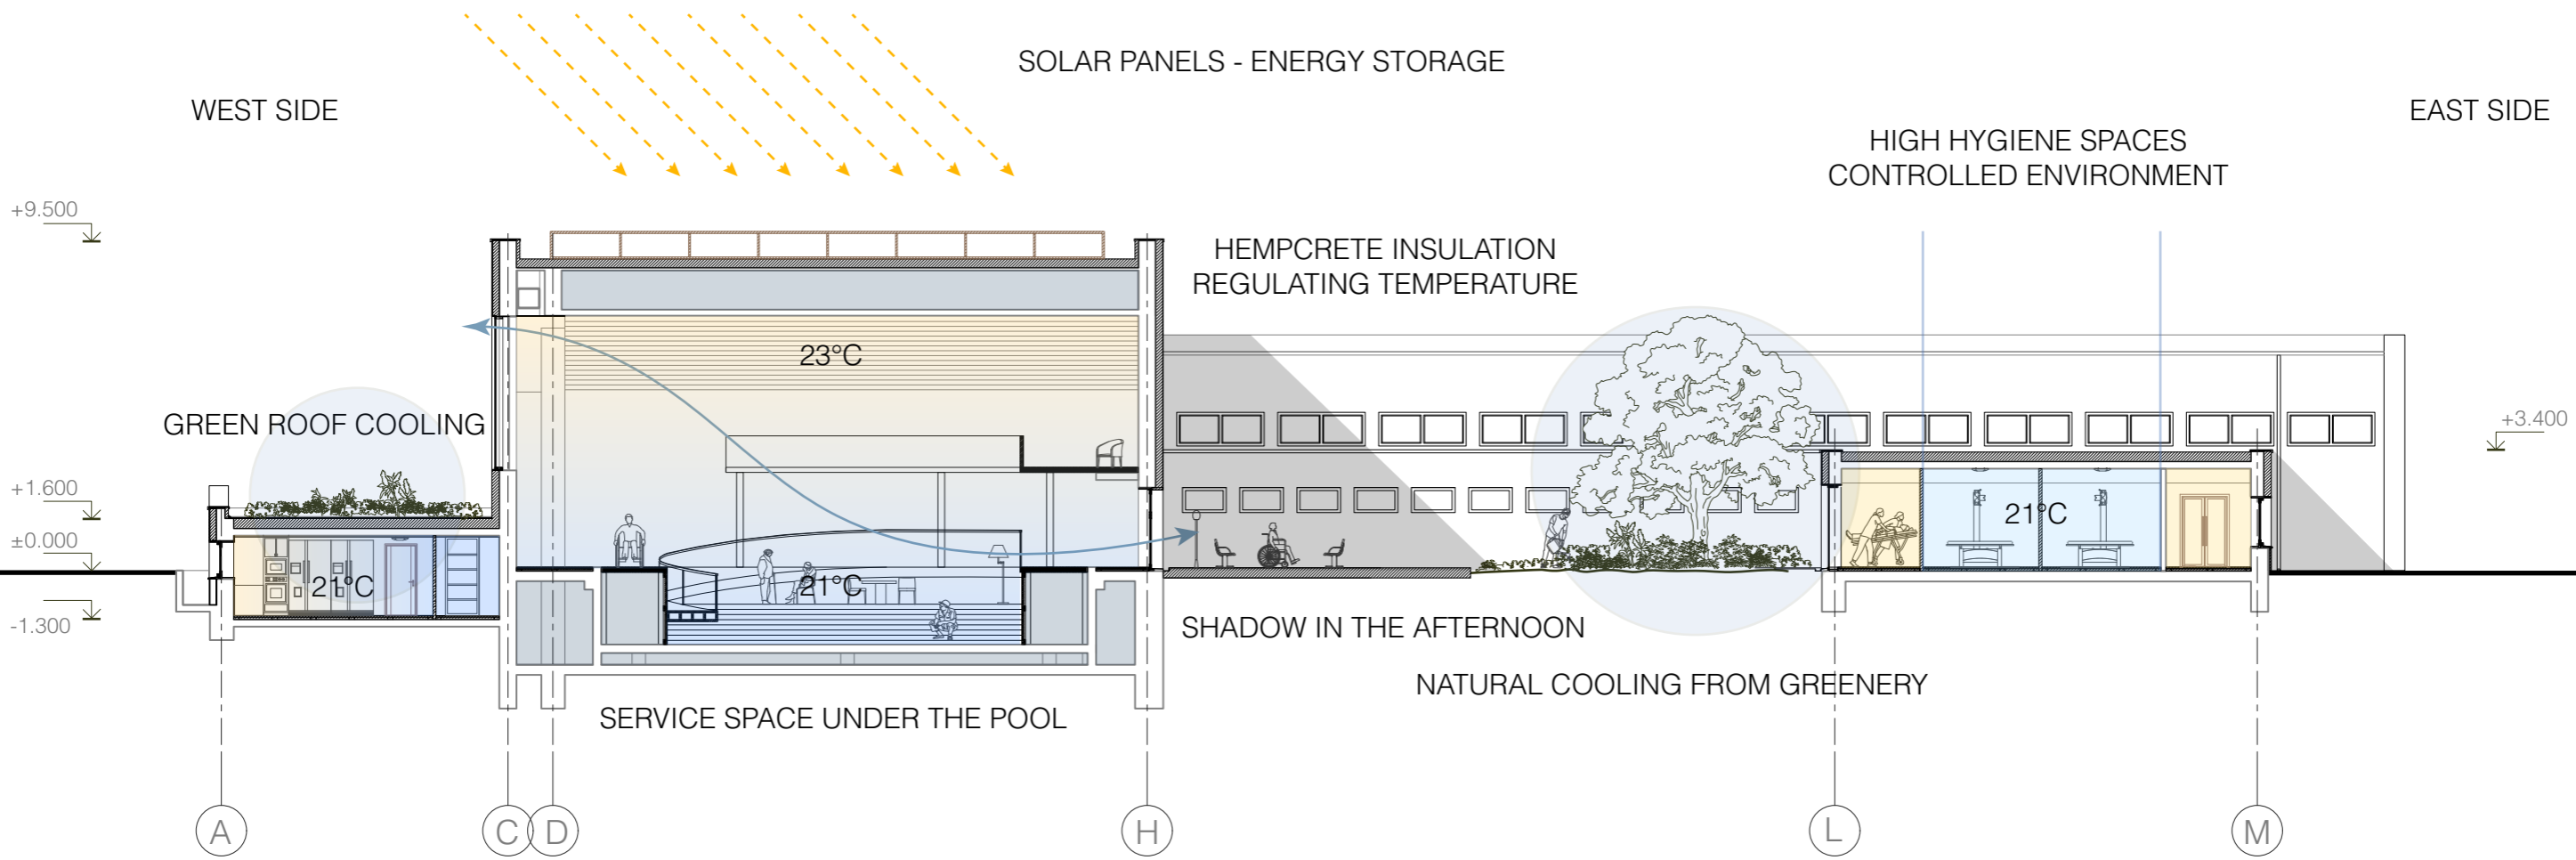 SOLAR PANELS - ENERGY STORAGE
WEST SIDE
EAST SIDE
HIGH HYGIENE SPACES
CONTROLLED ENVIRONMENT
+9.500
HEMPCRETE INSULATION
REGULATING TEMPERATURE
23°C
GREEN ROOF COOLING
+3.400
+1.600
21°C
±0.000
21°C
21°C
-1.300
SHADOW IN THE AFTERNOON
NATURAL COOLING FROM GREENERY
SERVICE SPACE UNDER THE POOL
A
C
D
H
L
M